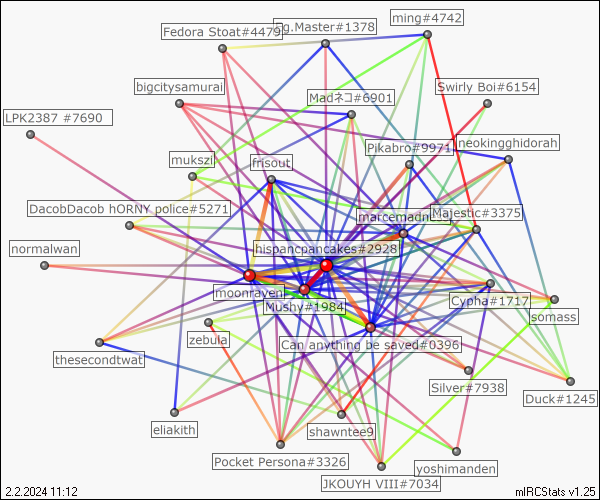 ming#4742
Fedora Stoat#4479
g.Master#1378
bigcitysamurai
Swirly Boi#6154
Madネコ#6901
LPK2387 #7690
Pikabro#9971
neokingghidorah
mukszi
frisout
DacobDacob hORNY police#5271
marcemadn
Majestic#3375
normalwan
hispancpancakes#2928
moonraven
Mushy#1984
Cypha#1717
somass
zebula
Can anything be saved#0396
thesecondtwat
Silver#7938
Duck#1245
eliakith
shawntee9
Pocket Persona#3326
yoshimanden
JKOUYH VIII#7034
2.2.2024 11:12
mIRCStats v1.25